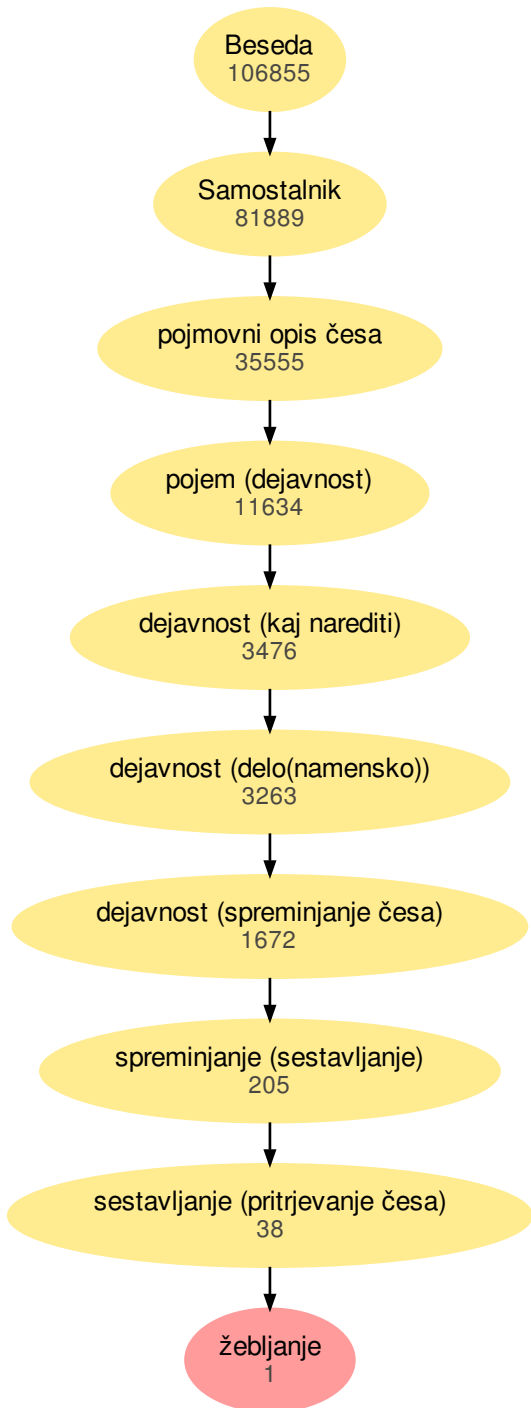 Beseda
106855
Samostalnik
81889
pojmovni opis česa
35555
pojem (dejavnost)
11634
dejavnost (kaj narediti)
3476
dejavnost (delo(namensko))
3263
dejavnost (spreminjanje česa)
1672
spreminjanje (sestavljanje)
205
sestavljanje (pritrjevanje česa)
38
žebljanje
1